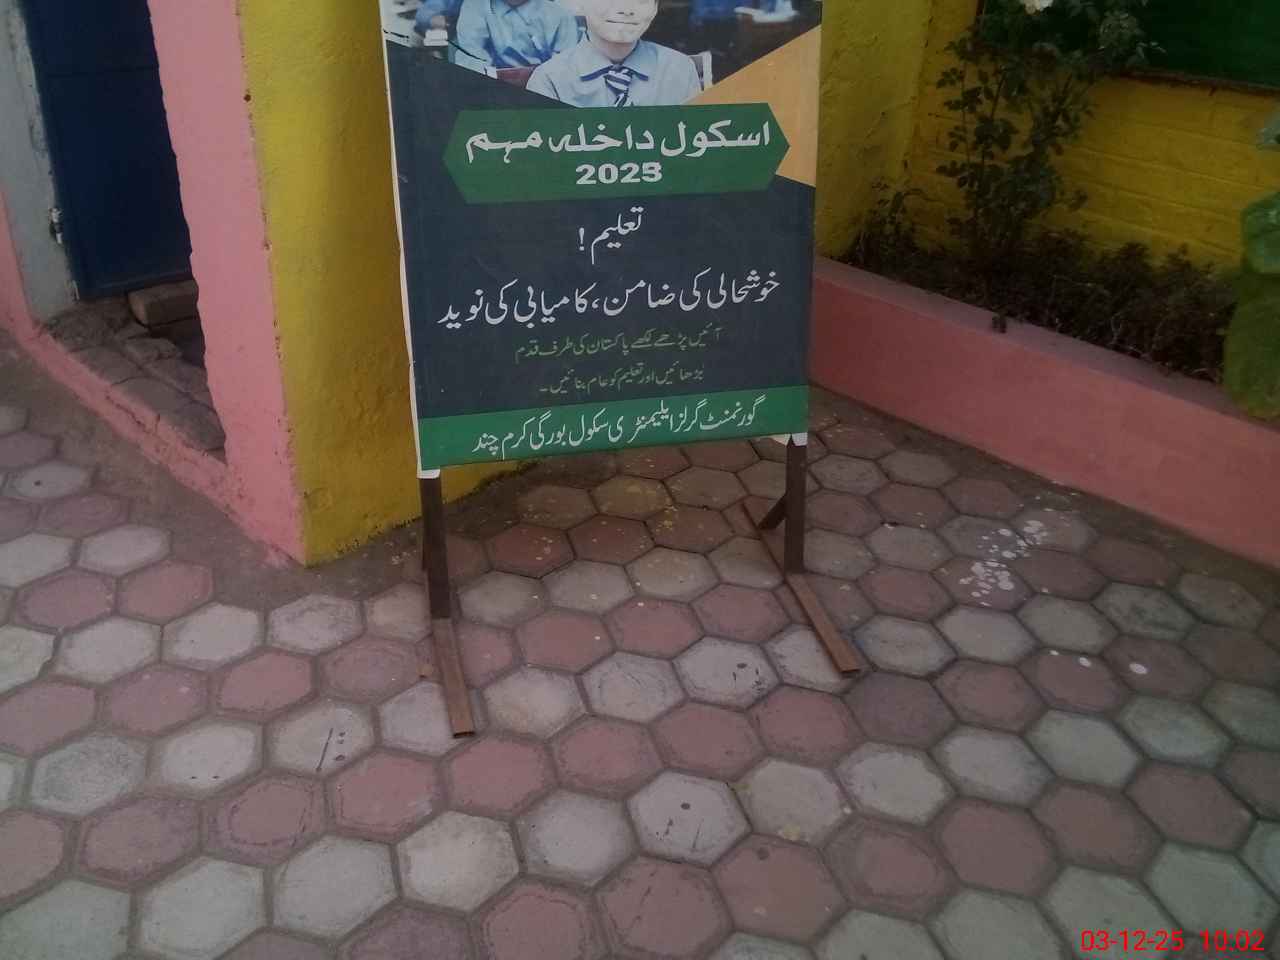 اسکول داخلہ مہم
2025
تعلیم !
خوشحالی کی ضامن، کامیابی کی نوید
آئیں پڑھے لکھے پاکستان کی طرف قدم
بڑھائیں اور تعلیم کو عام بنائیں۔
گورنمنٹ گرلز ایلیمنٹری سکول بورگی کرم چند
03-12-25 10:02